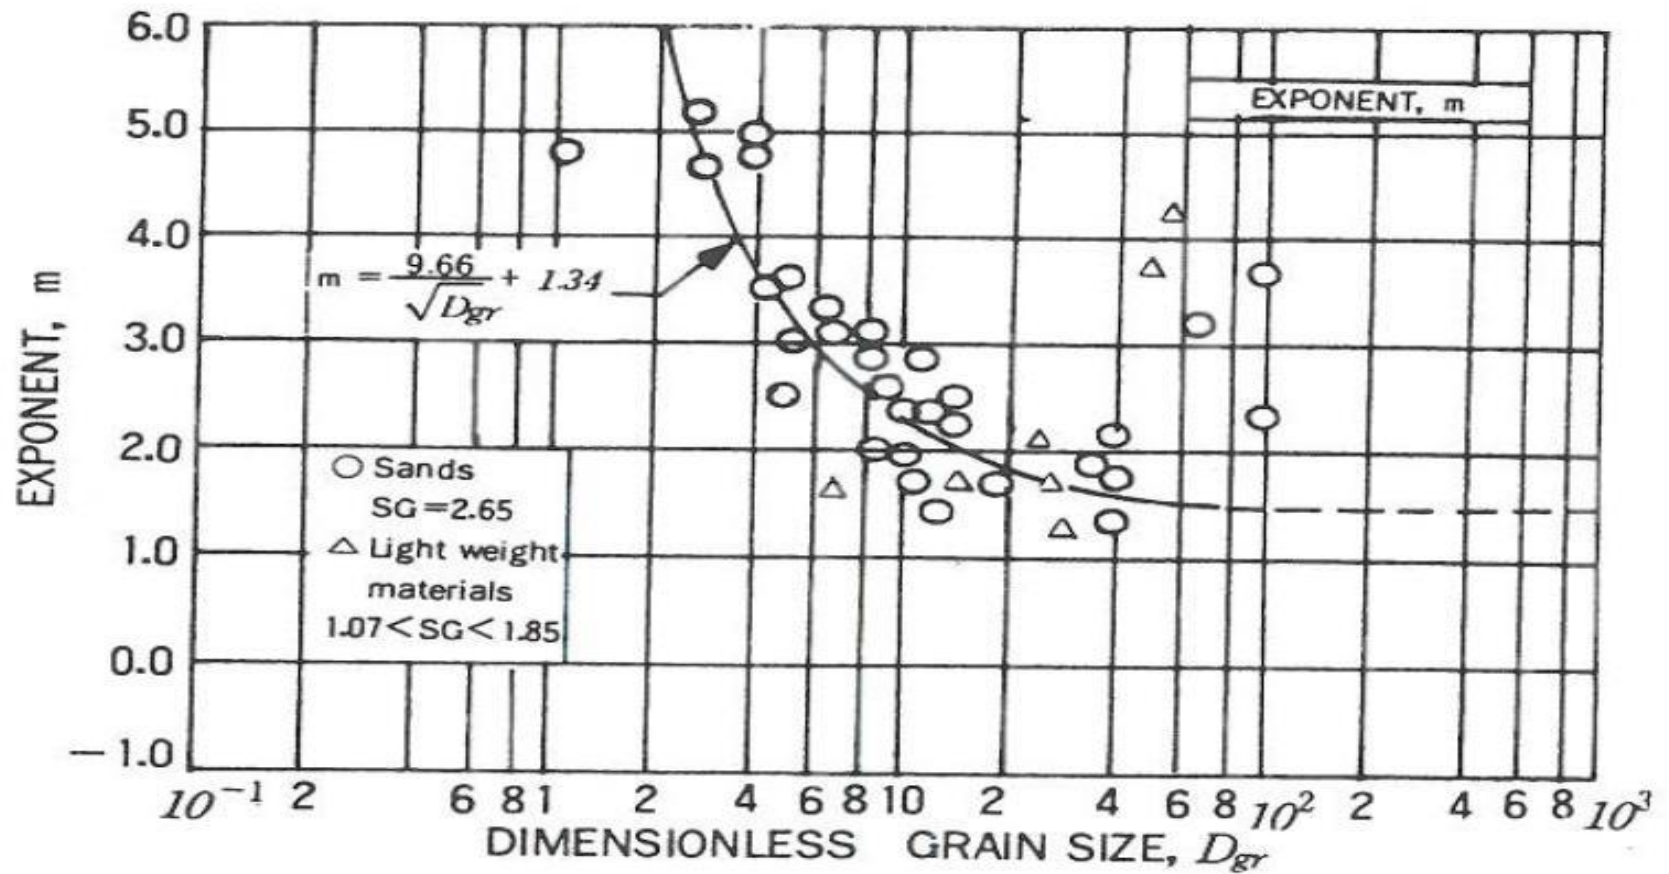 6.0
5.0
4.0
3.0
2.0
1.0
0.0
— 1.0
EXPONENT, m
EXPONENT, m
m = 9.66 / √Dgr + 1.34
○ Sands
SG=2.65
△ Light weight
materials
1.07<SG<1.85
10⁻¹ 2 6 8 1 2 4 6 8 10 2 4 6 8 10² 2 4 6 8 10³
DIMENSIONLESS GRAIN SIZE, Dgr